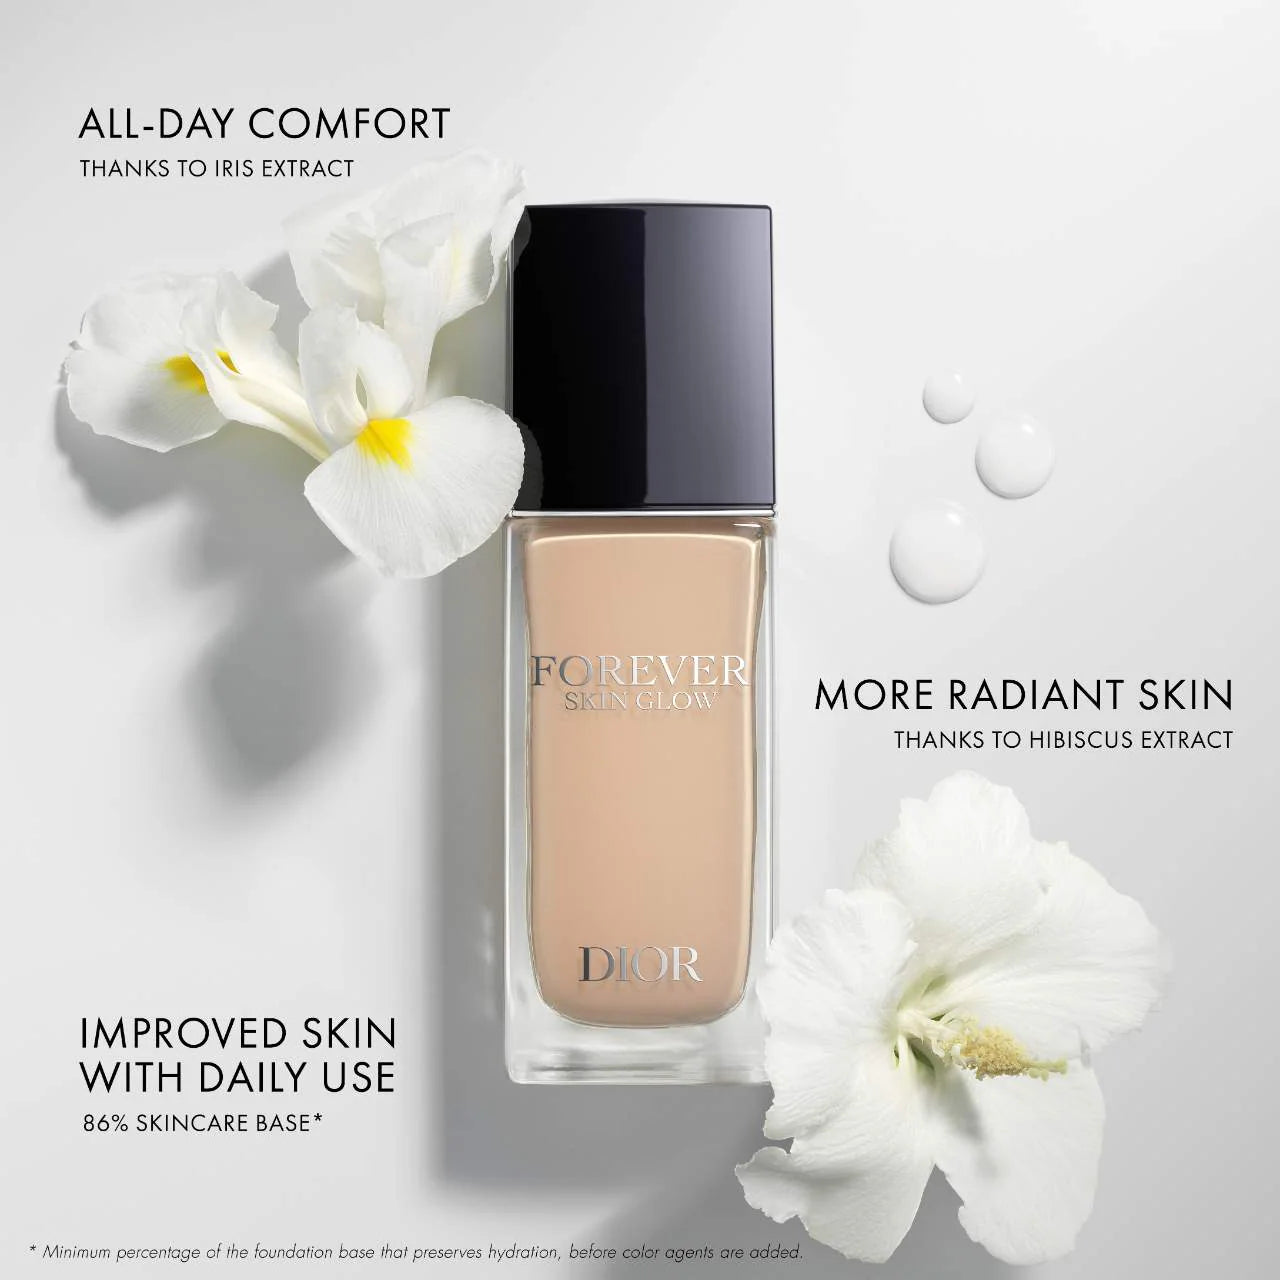 ALL-DAY COMFORT
THANKS TO IRIS EXTRACT
FOREVER
SKIN GLOW
MORE RADIANT SKIN
THANKS TO HIBISCUS EXTRACT
DIOR
IMPROVED SKIN
WITH DAILY USE
86% SKINCARE BASE*
* Minimum percentage of the foundation base that preserves hydration, before color agents are added.